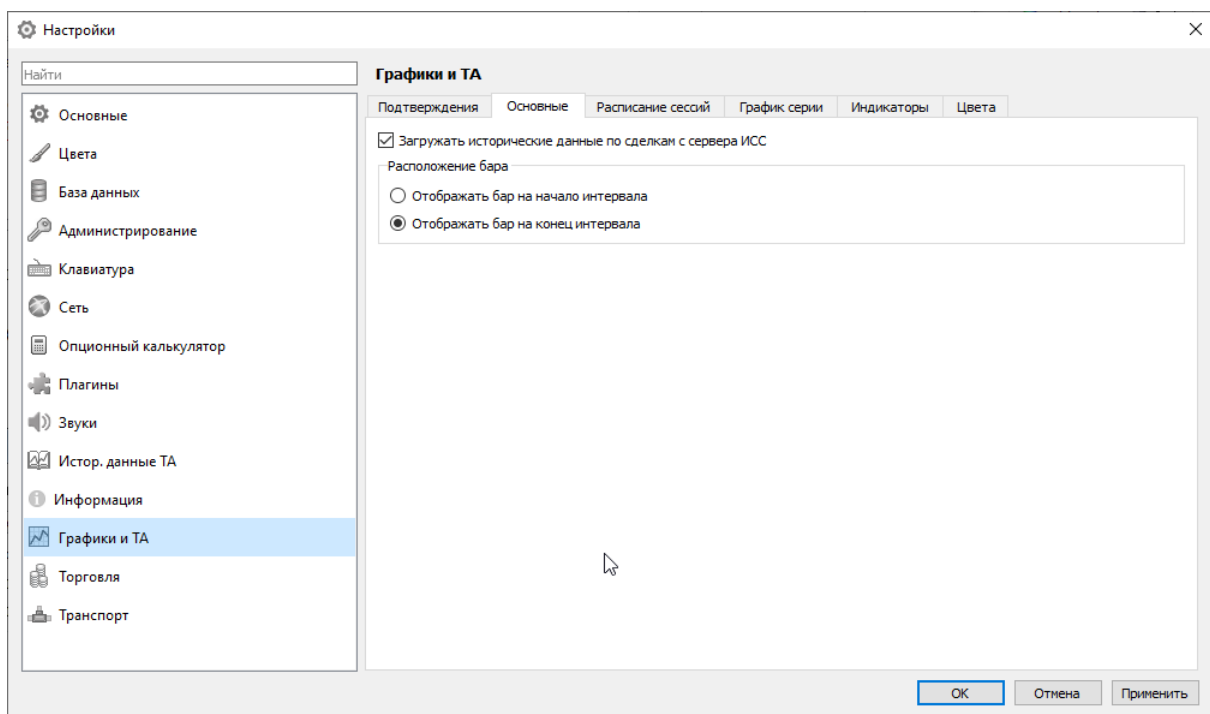 Настройки
Найти
Основные
Цвета
База данных
Администрирование
Клавиатура
Сеть
Опционный калькулятор
Плагины
Звуки
Истор. данные ТА
Информация
Графики и ТА
Торговля
Транспорт
Графики и ТА
Подтверждения Основные Расписание сессий График серии Индикаторы Цвета
Загружать исторические данные по сделкам с сервера ИСС
Расположение бара
Отображать бар на начало интервала
Отображать бар на конец интервала
OK Отмена Применить